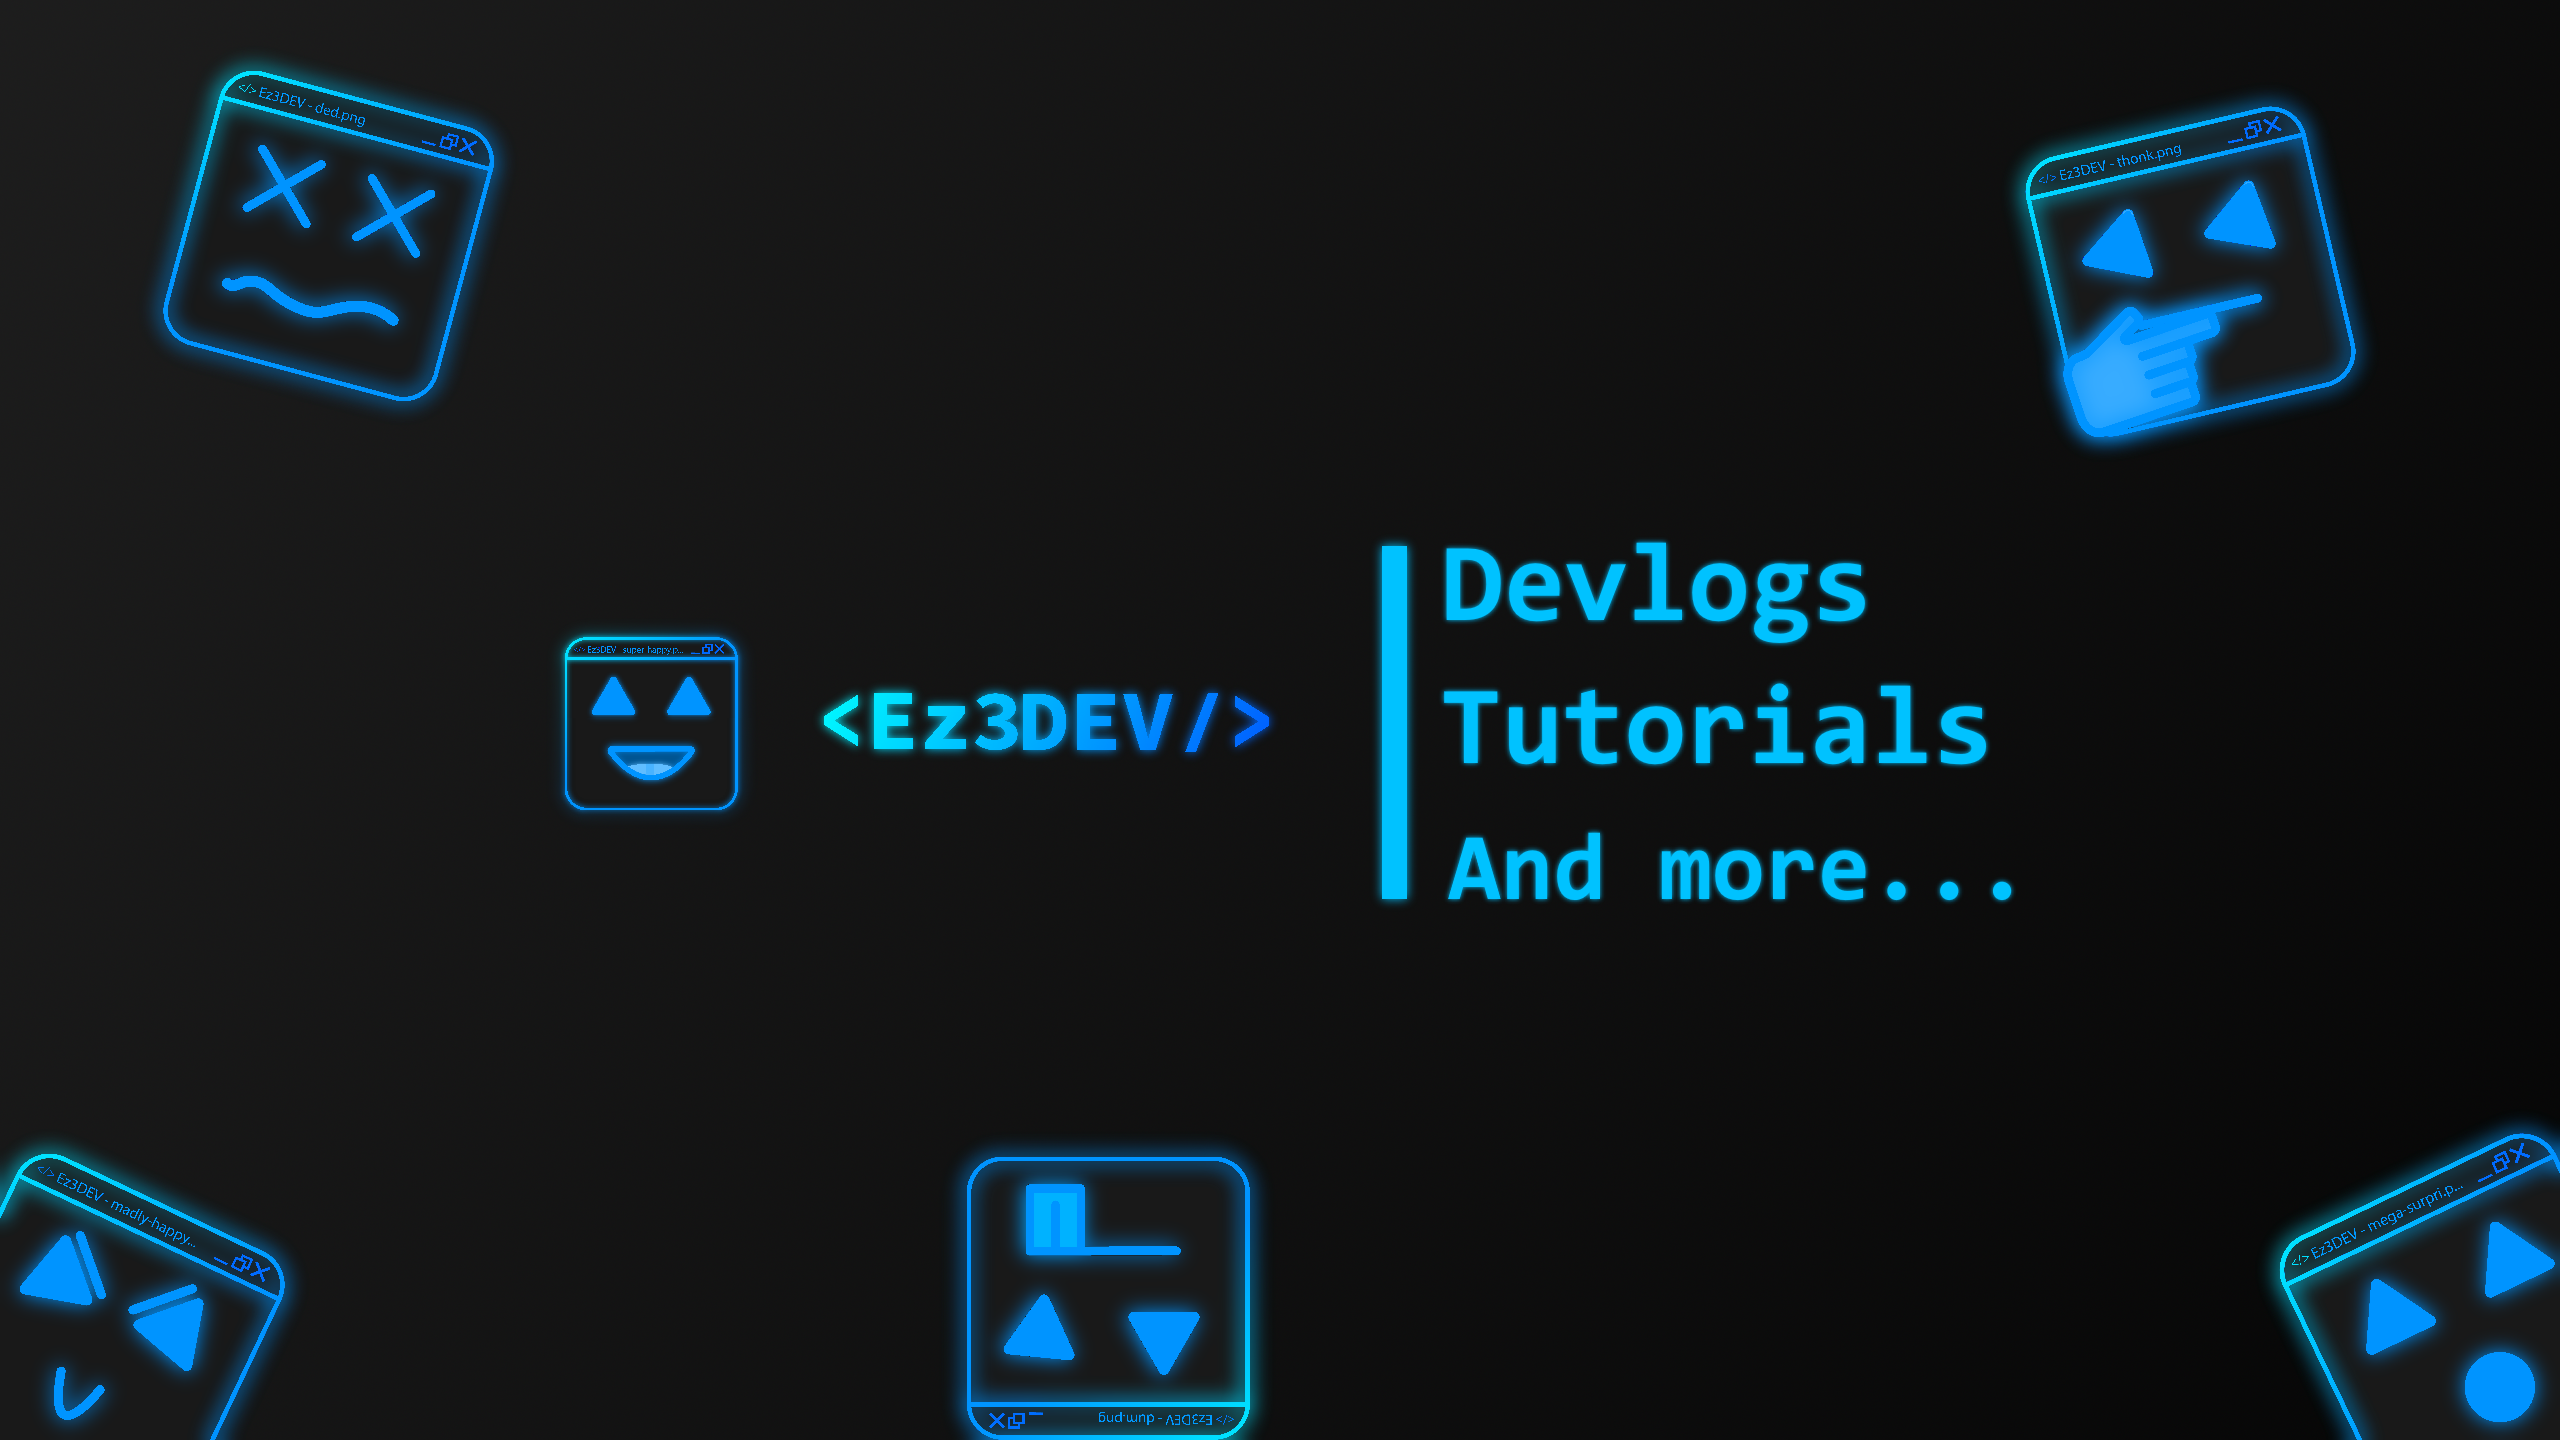 </> Ez3DEV - ded.png
</> Ez3DEV - thonk.png
</> Ez3DEV - super happy.p...
<Ez3DEV/>
Devlogs
Tutorials
And more...
</> Ez3DEV - madly-happy...
</> Ez3DEV - dum.png
</> Ez3DEV - mega-surpri.p...